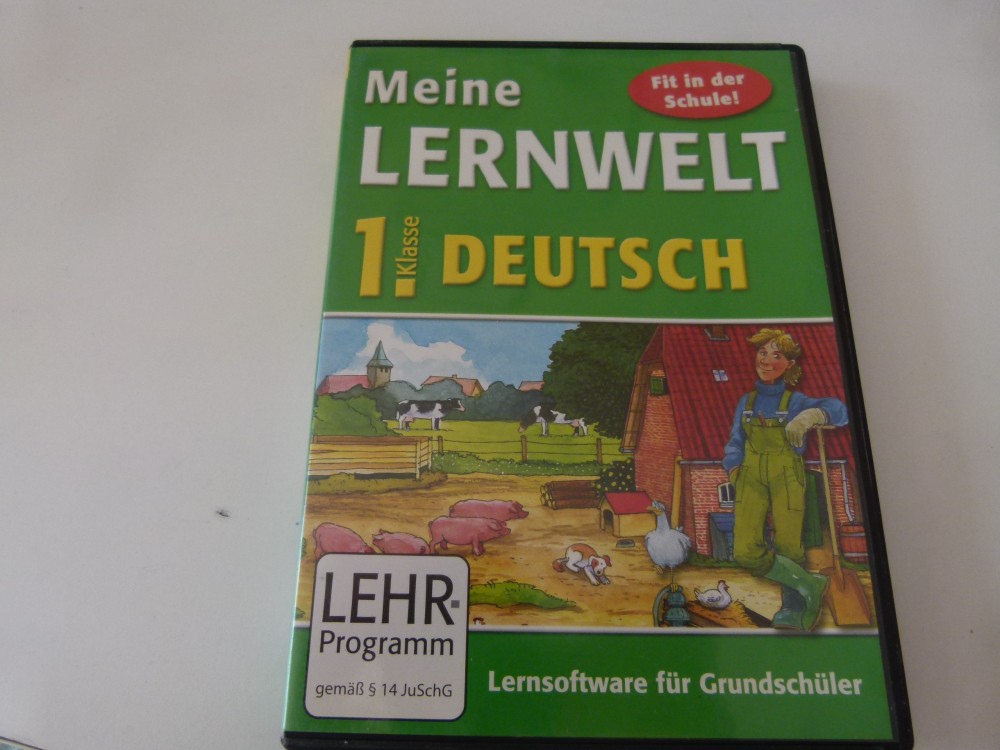 Meine
Fit in der
Schule!
LERNWELT
1. Klasse DEUTSCH
LEHR-
Programm
gemäß § 14 JuSchG
Lernsoftware für Grundschüler